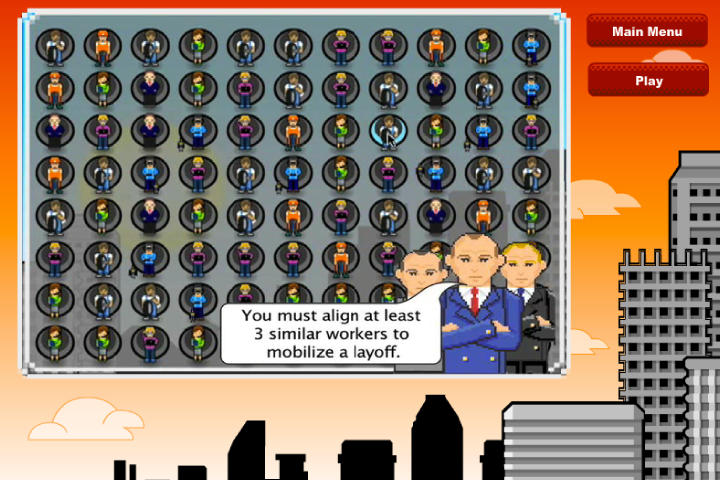 Main Menu
Play
You must align at least
3 similar workers to
mobilize a layoff.